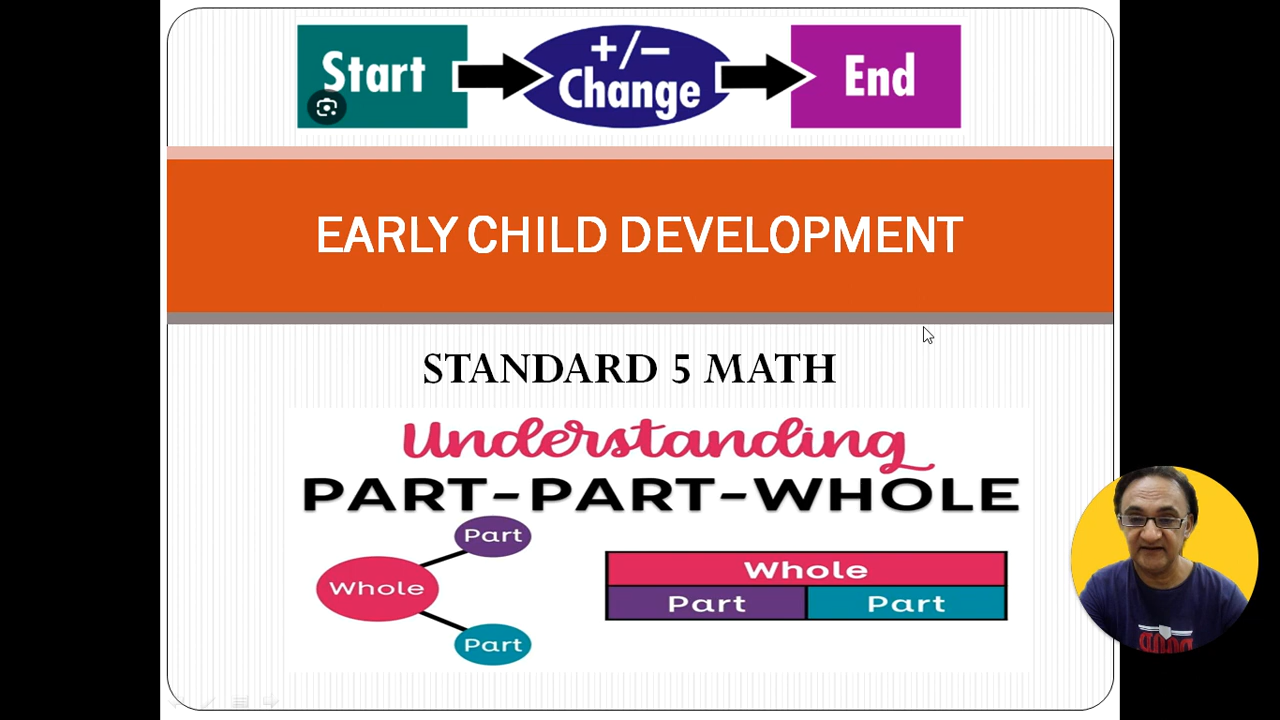 Start
+/−
Change
End
EARLY CHILD DEVELOPMENT
STANDARD 5 MATH
Understanding
PART-PART-WHOLE
Part
Whole
Part
Whole
Part Part